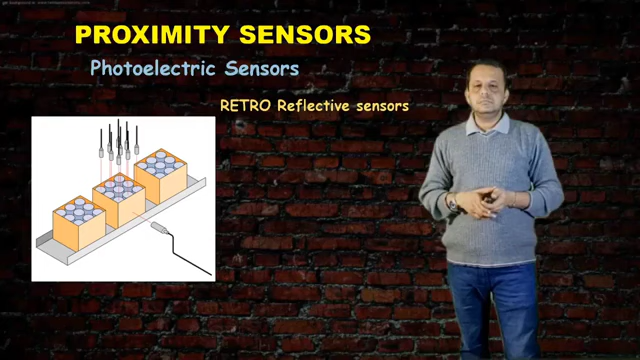 PROXIMITY SENSORS
Photoelectric Sensors
RETRO Reflective sensors